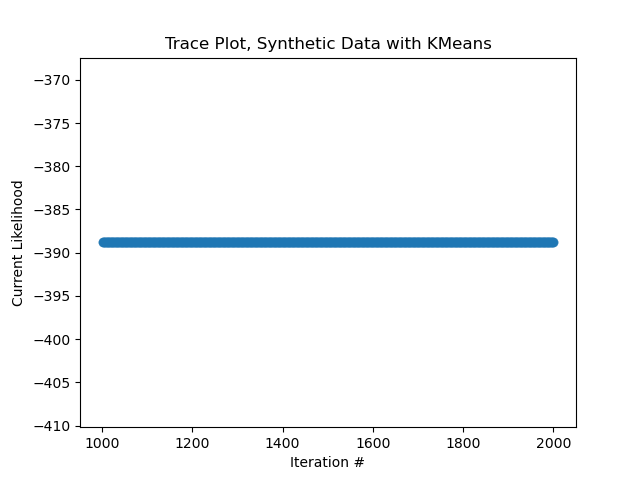 Trace Plot, Synthetic Data with KMeans
Current Likelihood
−370
−375
−380
−385
−390
−395
−400
−405
−410
1000 1200 1400 1600 1800 2000
Iteration #